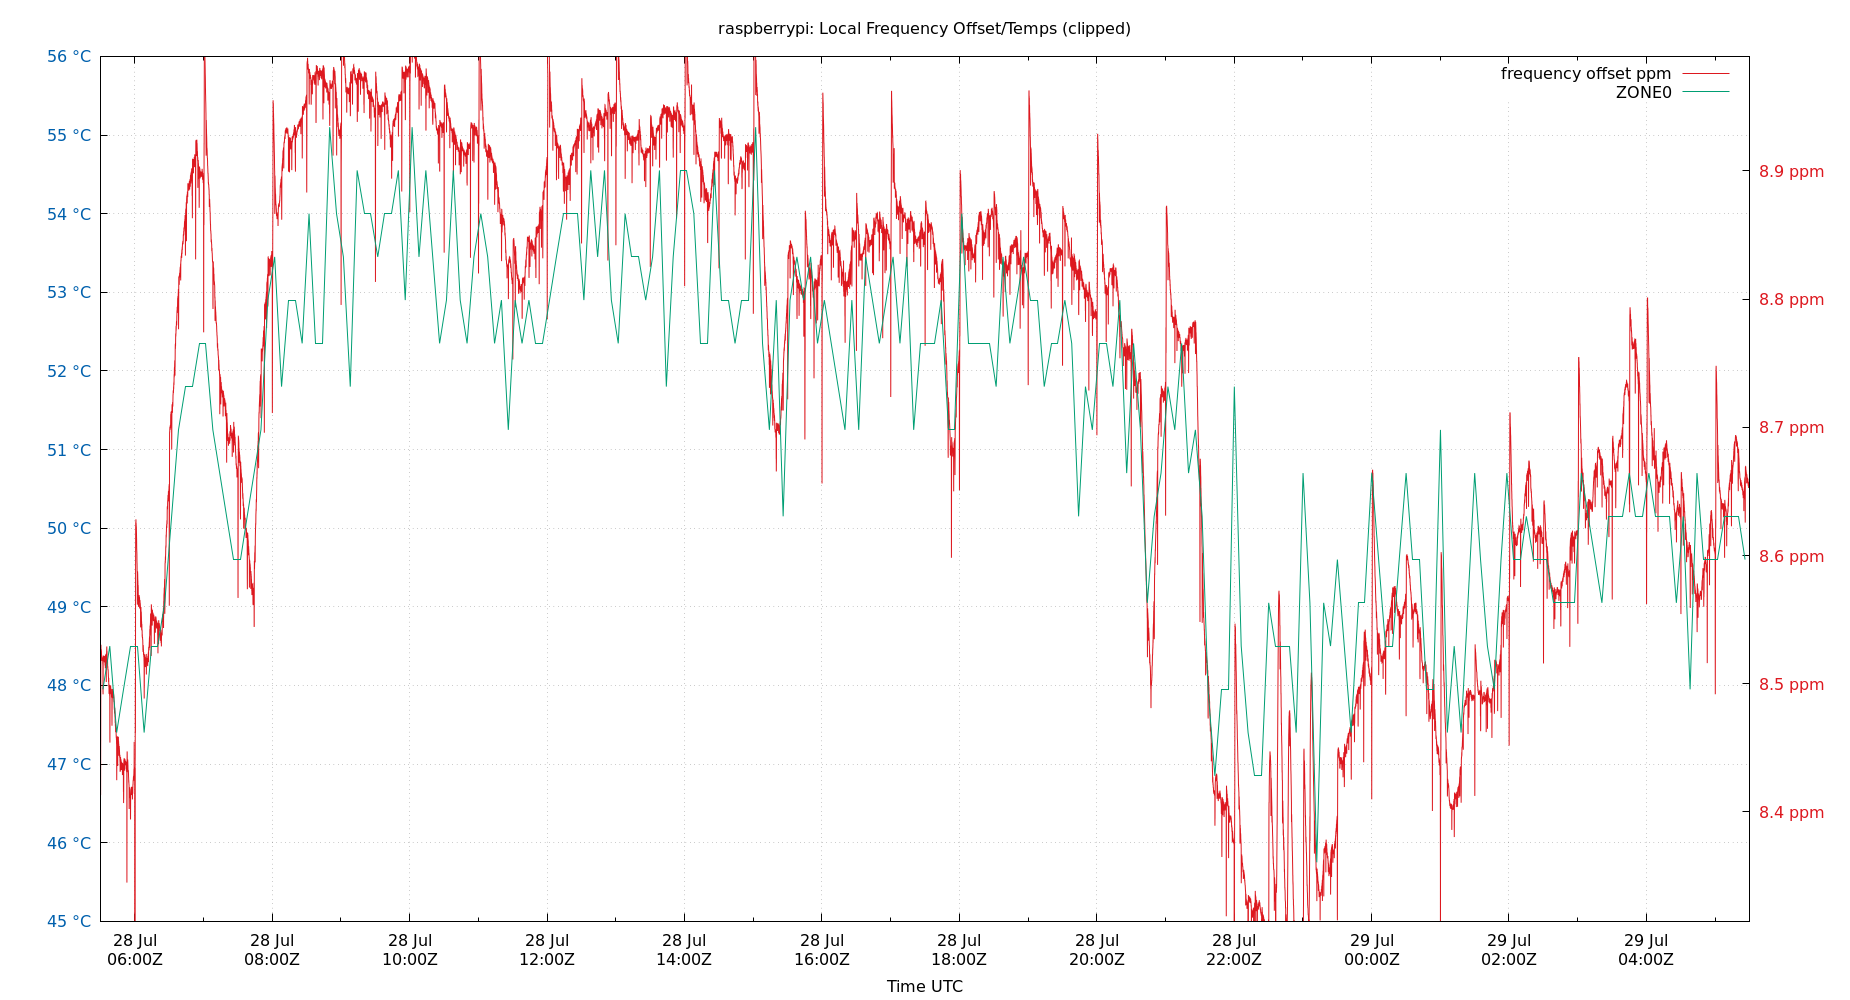 raspberrypi: Local Frequency Offset/Temps (clipped)
frequency offset ppm
ZONE0
56 °C
55 °C
54 °C
53 °C
52 °C
51 °C
50 °C
49 °C
48 °C
47 °C
46 °C
45 °C
8.9 ppm
8.8 ppm
8.7 ppm
8.6 ppm
8.5 ppm
8.4 ppm
28 Jul 28 Jul 28 Jul 28 Jul 28 Jul 28 Jul 28 Jul 28 Jul 28 Jul 29 Jul 29 Jul 29 Jul
06:00Z 08:00Z 10:00Z 12:00Z 14:00Z 16:00Z 18:00Z 20:00Z 22:00Z 00:00Z 02:00Z 04:00Z
Time UTC